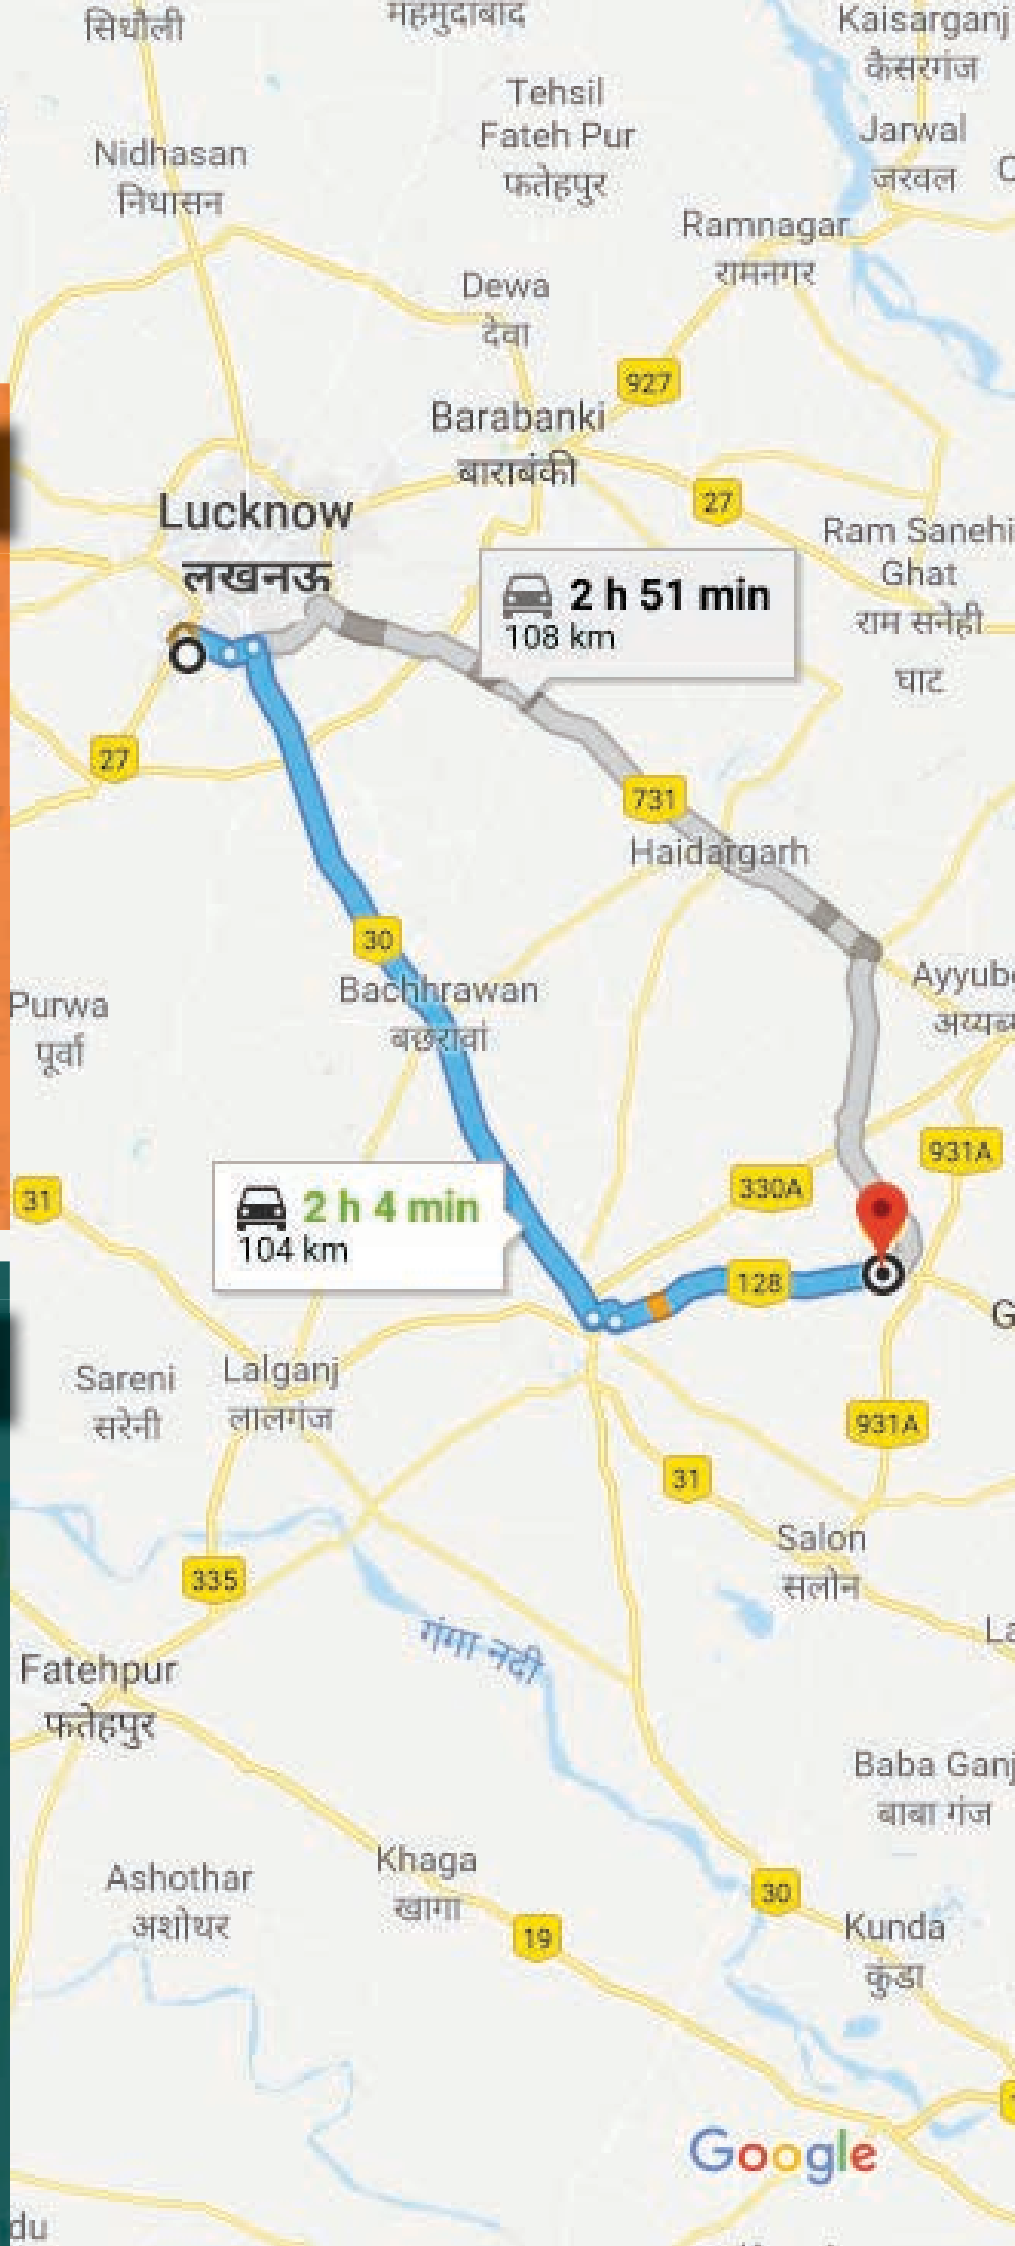 सिधौली
महमुदाबाद
Kaisarganj
कैसरगंज
Tehsil
Fateh Pur
फतेहपुर
Jarwal
जरवल
Nidhasan
निधासन
Ramnagar
रामनगर
Dewa
देवा
927
Barabanki
बाराबंकी
27
Lucknow
लखनऊ
Ram Sanehi
Ghat
राम सनेही
घाट
2 h 51 min
108 km
27
731
Haidargarh
30
Bachhrawan
बछरावां
Purwa
पूर्वा
931A
330A
31
2 h 4 min
104 km
128
Sareni
सरेनी
Lalganj
लालगंज
931A
31
Salon
सलोन
335
गंगा नदी
Fatehpur
फतेहपुर
Baba Ganj
बाबा गंज
Khaga
खागा
Ashothar
अशोथर
30
19
Kunda
कुंडा
Google